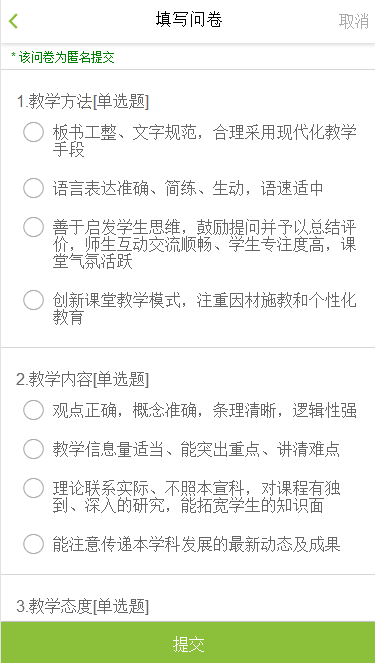 填写问卷
取消
* 该问卷为匿名提交
1.教学方法[单选题]
板书工整、文字规范，合理采用现代化教学
手段
语言表达准确、简练、生动，语速适中
善于启发学生思维，鼓励提问并予以总结评
价，师生互动交流顺畅、学生专注度高，课
堂气氛活跃
创新课堂教学模式，注重因材施教和个性化
教育
2.教学内容[单选题]
观点正确，概念准确，条理清晰，逻辑性强
教学信息量适当、能突出重点、讲清难点
理论联系实际、不照本宣科，对课程有独
到、深入的研究，能拓宽学生的知识面
能注意传递本学科发展的最新动态及成果
3.教学态度[单选题]
提交